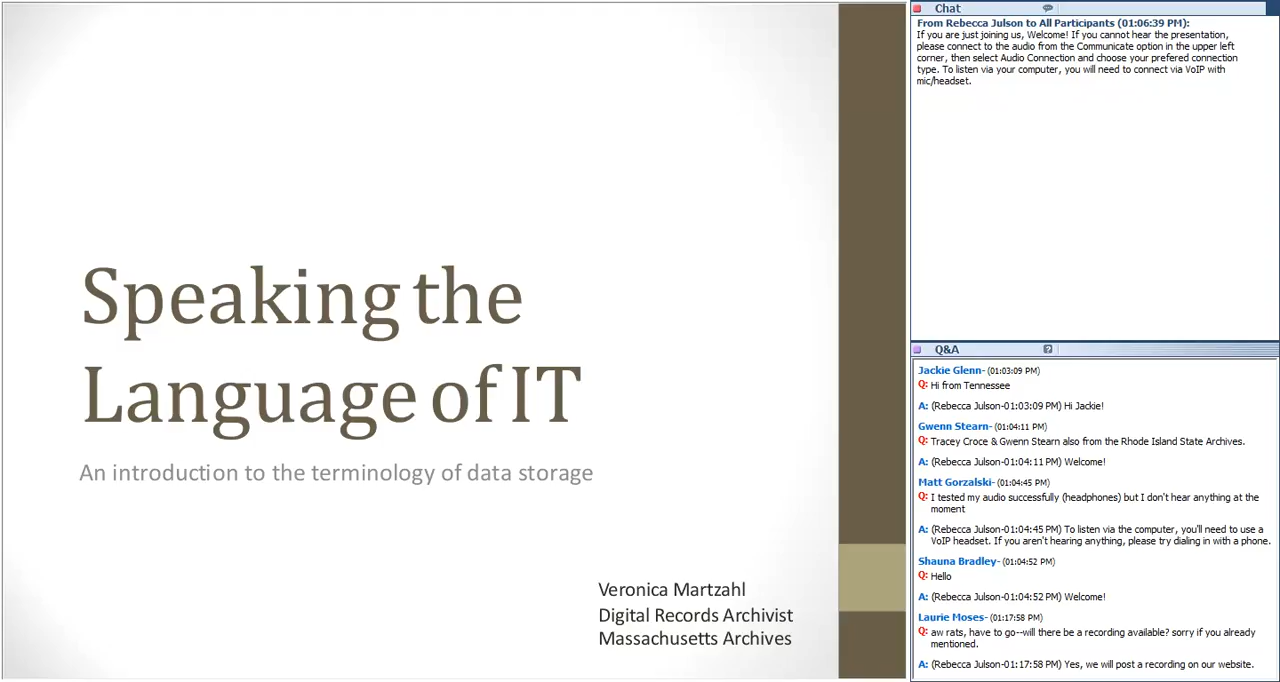 Speaking the
Language of IT
An introduction to the terminology of data storage
Veronica Martzahl
Digital Records Archivist
Massachusetts Archives
Chat
From Rebecca Julson to All Participants (01:06:39 PM):
If you are just joining us, Welcome! If you cannot hear the presentation,
please connect to the audio from the Communicate option in the upper left
corner, then select Audio Connection and choose your prefered connection
type. To listen via your computer, you will need to connect via VoIP with
mic/headset.
Q&A
Jackie Glenn- (01:03:09 PM)
Q: Hi from Tennessee
A: (Rebecca Julson-01:03:09 PM) Hi Jackie!
Gwenn Stearn- (01:04:11 PM)
Q: Tracey Croce & Gwenn Stearn also from the Rhode Island State Archives.
A: (Rebecca Julson-01:04:11 PM) Welcome!
Matt Gorzalski- (01:04:45 PM)
Q: I tested my audio successfully (headphones) but I don't hear anything at the
moment
A: (Rebecca Julson-01:04:45 PM) To listen via the computer, you'll need to use a
VoIP headset. If you aren't hearing anything, please try dialing in with a phone.
Shauna Bradley- (01:04:52 PM)
Q: Hello
A: (Rebecca Julson-01:04:52 PM) Welcome!
Laurie Moses- (01:17:58 PM)
Q: aw rats, have to go--will there be a recording available? sorry if you already
mentioned.
A: (Rebecca Julson-01:17:58 PM) Yes, we will post a recording on our website.